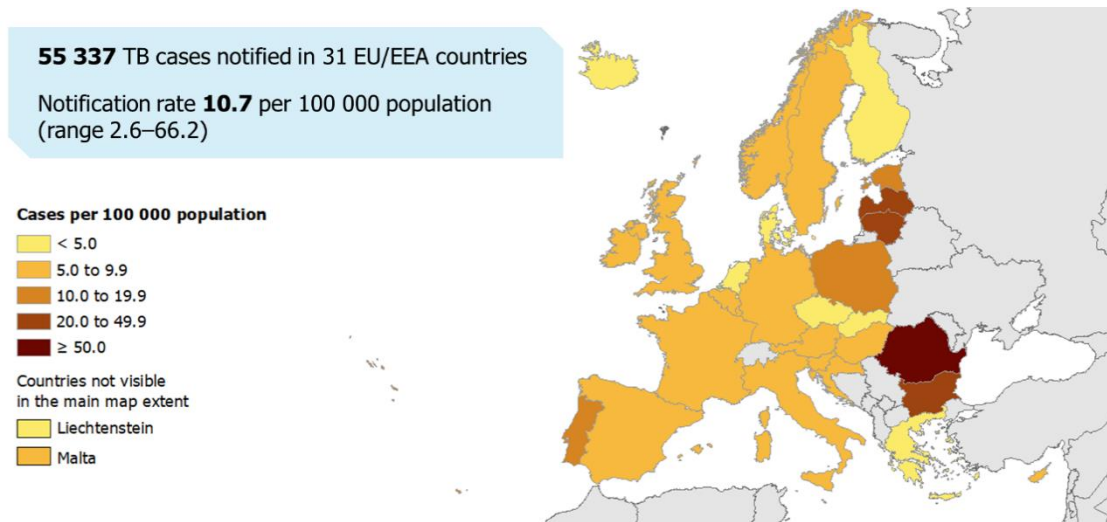 55 337 TB cases notified in 31 EU/EEA countries
Notification rate 10.7 per 100 000 population
(range 2.6–66.2)
Cases per 100 000 population
< 5.0
5.0 to 9.9
10.0 to 19.9
20.0 to 49.9
≥ 50.0
Countries not visible
in the main map extent
Liechtenstein
Malta